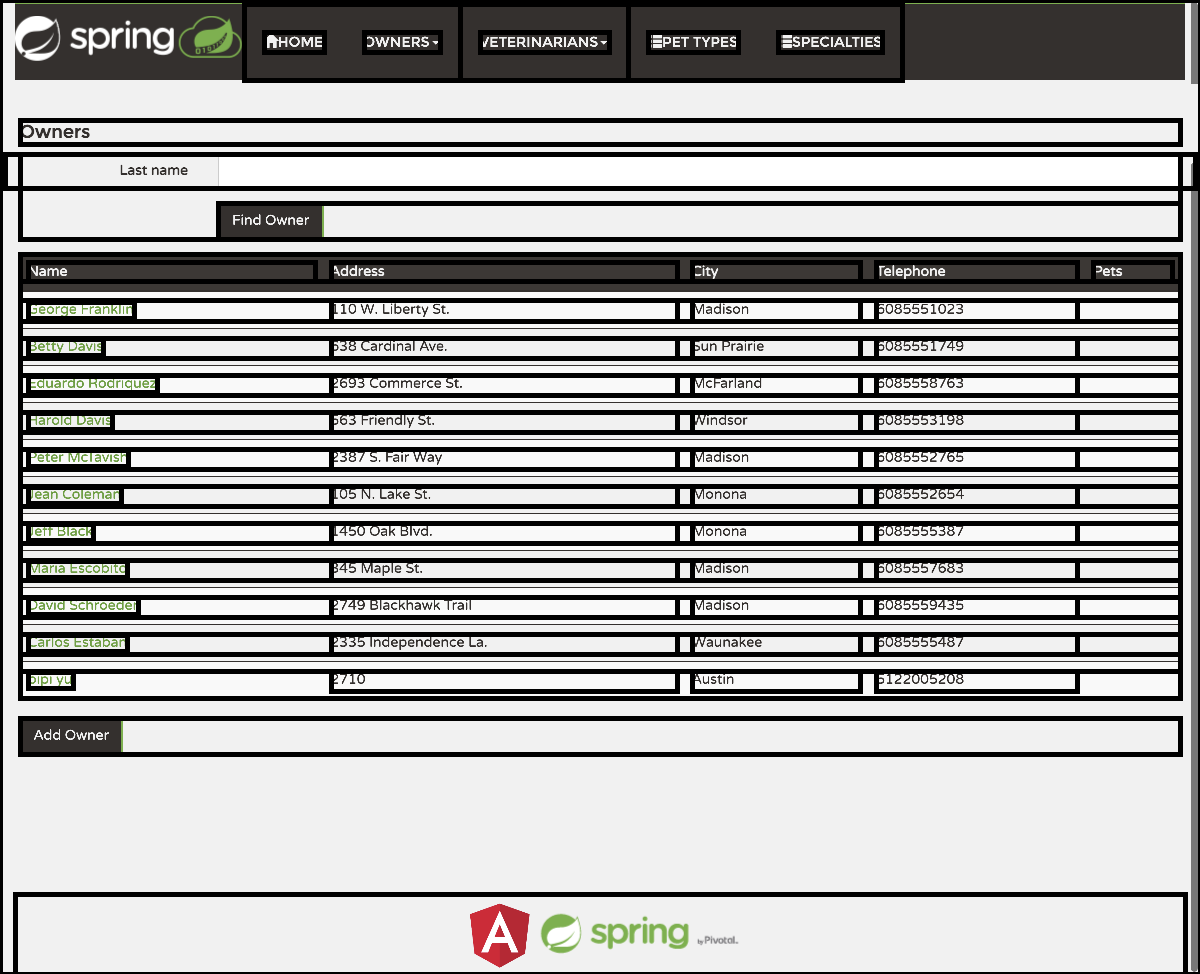 spring
HOME OWNERS VETERINARIANS PET TYPES SPECIALTIES
Owners
Last name
Find Owner
Name Address City Telephone Pets
George Franklin 110 W. Liberty St. Madison 6085551023
Betty Davis 638 Cardinal Ave. Sun Prairie 6085551749
Eduardo Rodriquez 2693 Commerce St. McFarland 6085558763
Harold Davis 563 Friendly St. Windsor 6085553198
Peter McTavish 2387 S. Fair Way Madison 6085552765
Jean Coleman 105 N. Lake St. Monona 6085552654
Jeff Black 1450 Oak Blvd. Monona 6085555387
Maria Escobito 345 Maple St. Madison 6085557683
David Schroeder 2749 Blackhawk Trail Madison 6085559435
Carlos Estaban 2335 Independence La. Waunakee 6085555487
pipi yu 2710 Austin 5122005208
Add Owner
spring by Pivotal.